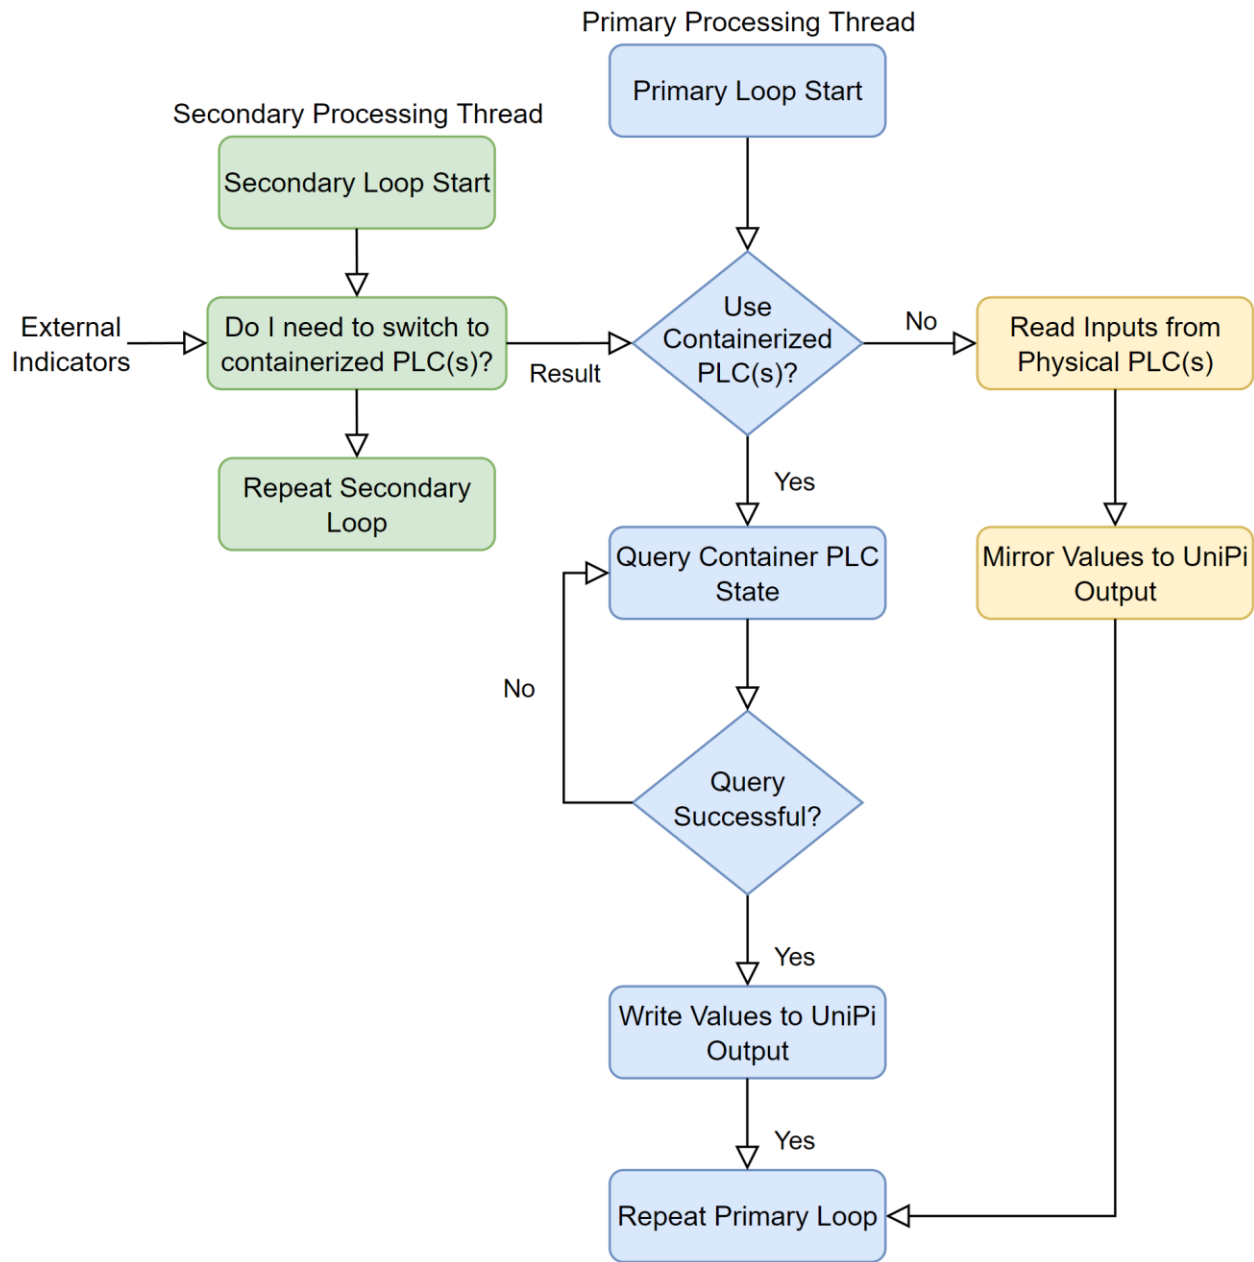 Primary Processing Thread
Primary Loop Start
Secondary Processing Thread
Secondary Loop Start
External
Indicators
Do I need to switch to
containerized PLC(s)?
Result
Use
Containerized
PLC(s)?
No
Read Inputs from
Physical PLC(s)
Repeat Secondary
Loop
Yes
Query Container PLC
State
Mirror Values to UniPi
Output
No
Query
Successful?
Yes
Write Values to UniPi
Output
Yes
Repeat Primary Loop